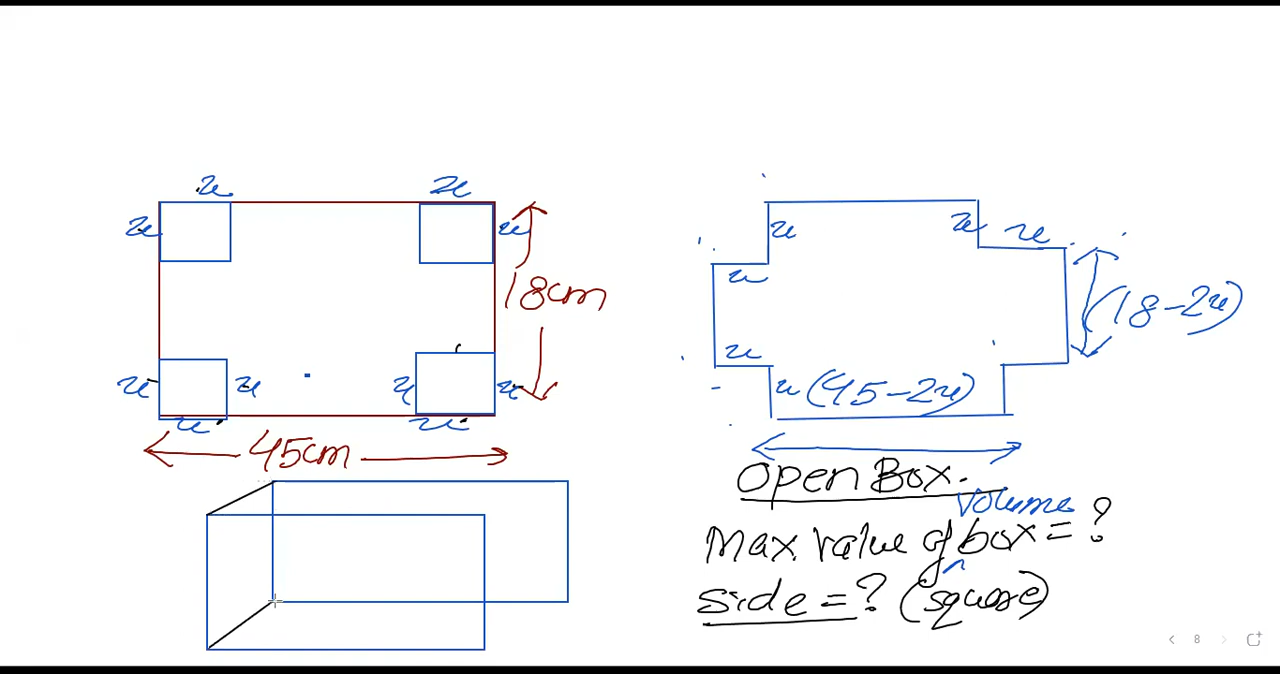 x x
x x x x x
18cm
x (18-2x)
x x x x x x (45-2x)
x x
45cm
Open Box.
Volume
Max. value of box = ?
side = ? (square)
8